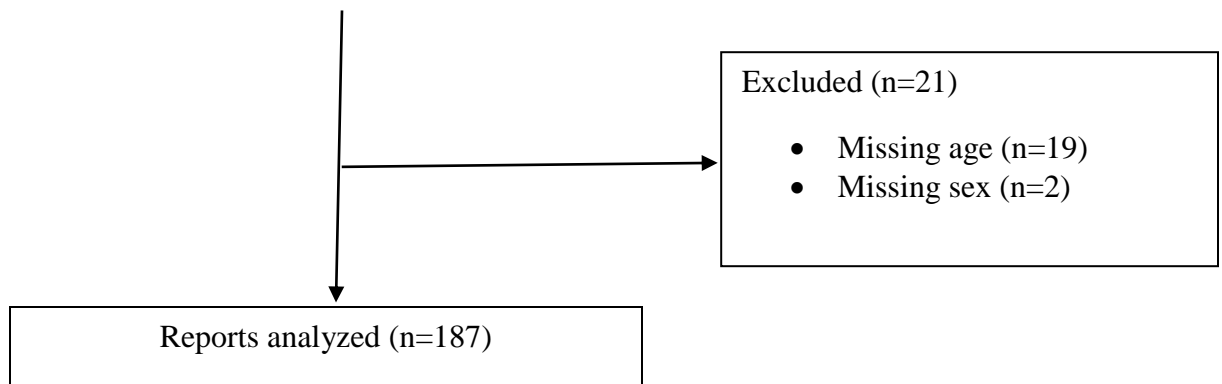 Excluded (n=21)
• Missing age (n=19)
• Missing sex (n=2)
Reports analyzed (n=187)